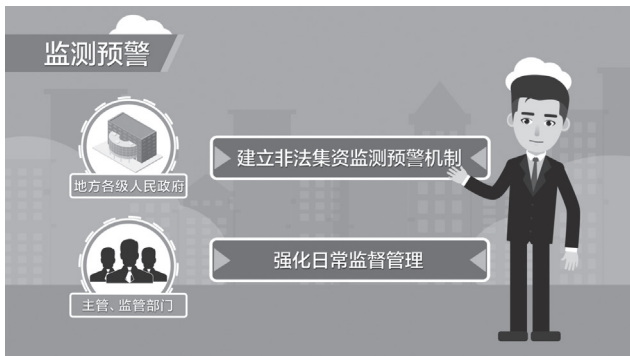 监测预警
建立非法集资监测预警机制
地方各级人民政府
强化日常监督管理
主管、监管部门